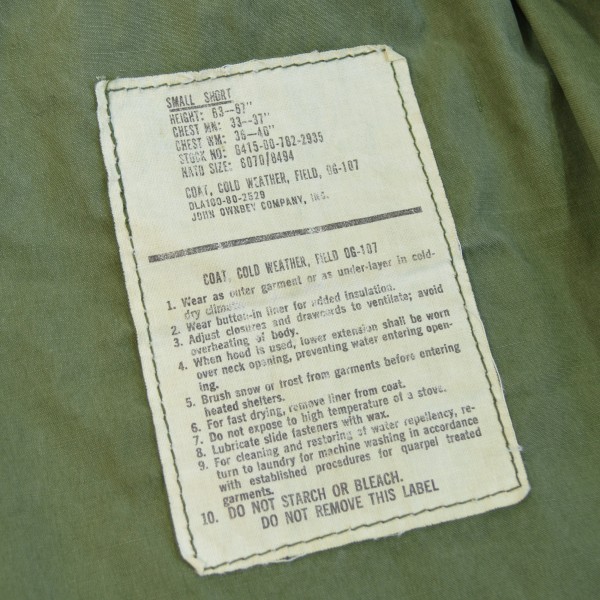 SMALL SHORT
HEIGHT: 63--67"
CHEST MN: 33--37"
CHEST WM: 36--40"
STOCK NO: 8415-00-782-2935
NATO SIZE: 6070/8494
COAT, COLD WEATHER, FIELD, OG-107
DLA100-80-2529
JOHN OWNBEY COMPANY, INC.
COAT, COLD WEATHER, FIELD OG-107
1. Wear as outer garment or as under-layer in cold-
dry climate.
2. Wear button-in liner for added insulation.
3. Adjust closures and drawcords to ventilate; avoid
overheating of body.
4. When hood is used, lower extension shall be worn
over neck opening, preventing water entering open-
ing.
5. Brush snow or frost from garments before entering
heated shelters.
6. For fast drying, remove liner from coat.
7. Do not expose to high temperature of a stove.
8. Lubricate slide fasteners with wax.
9. For cleaning and restoring of water repellency, re-
turn to laundry for machine washing in accordance
with established procedures for quarpel treated
garments.
10. DO NOT STARCH OR BLEACH.
DO NOT REMOVE THIS LABEL